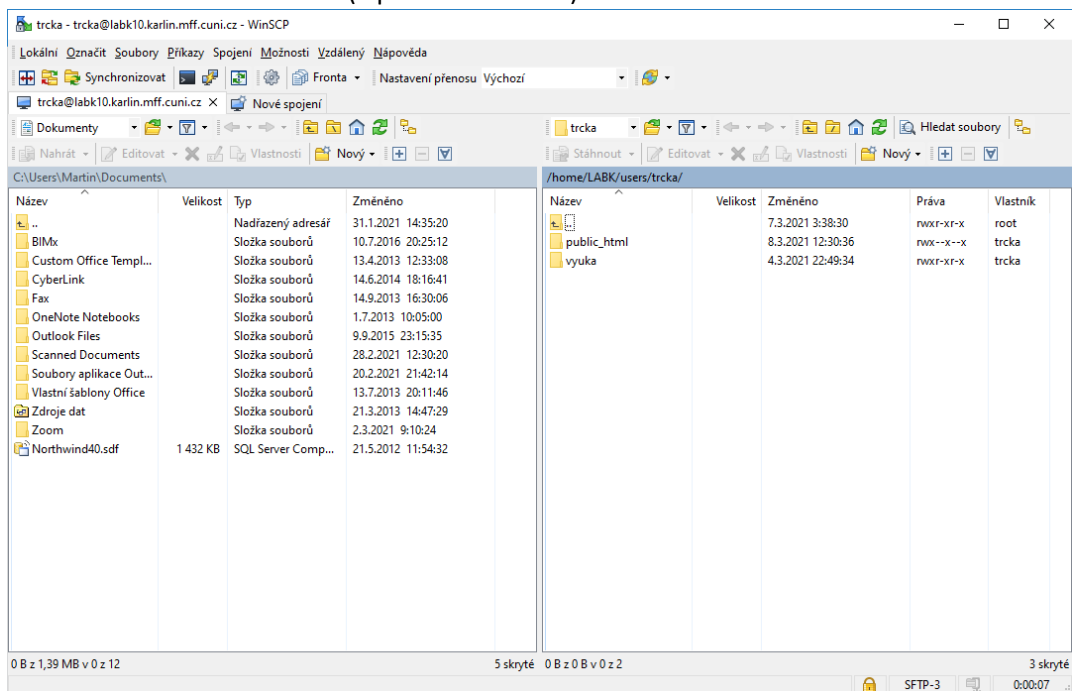 trcka - trcka@labk10.karlin.mff.cuni.cz - WinSCP
Lokální Označit Soubory Příkazy Spojení Možnosti Vzdálený Nápověda
Synchronizovat Fronta Nastavení přenosu Výchozí
trcka@labk10.karlin.mff.cuni.cz × Nové spojení
Dokumenty trcka Hledat soubory
Nahrát Editovat Vlastnosti Nový Stáhnout Editovat Vlastnosti Nový
C:\Users\Martin\Documents\ /home/LABK/users/trcka/
Název Velikost Typ Změněno Název Velikost Změněno Práva Vlastník
.. Nadřazený adresář 31.1.2021 14:35:20 .. 7.3.2021 3:38:30 rwxr-xr-x root
BIMx Složka souborů 10.7.2016 20:25:12 public_html 8.3.2021 12:30:36 rwx--x--x trcka
Custom Office Templ... Složka souborů 13.4.2013 12:33:08 vyuka 4.3.2021 22:49:34 rwxr-xr-x trcka
CyberLink Složka souborů 14.6.2014 18:16:41
Fax Složka souborů 14.9.2013 16:30:06
OneNote Notebooks Složka souborů 1.7.2013 10:05:00
Outlook Files Složka souborů 9.9.2015 23:15:35
Scanned Documents Složka souborů 28.2.2021 12:30:20
Soubory aplikace Out... Složka souborů 20.2.2021 21:42:14
Vlastní šablony Office Složka souborů 13.7.2013 20:11:46
Zdroje dat Složka souborů 21.3.2013 14:47:29
Zoom Složka souborů 2.3.2021 9:10:24
Northwind40.sdf 1 432 KB SQL Server Comp... 21.5.2012 11:54:32
0 B z 1,39 MB v 0 z 12 5 skryté 0 B z 0 B v 0 z 2 3 skryté
SFTP-3 0:00:07